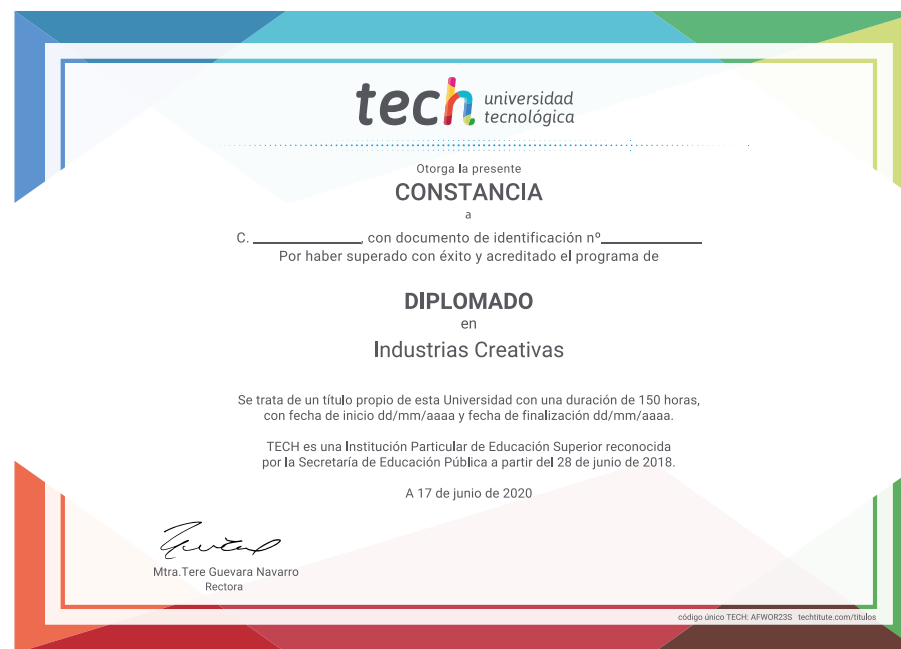 tech universidad
tecnológica
Otorga la presente
CONSTANCIA
a
C. ______________, con documento de identificación nº_____________
Por haber superado con éxito y acreditado el programa de
DIPLOMADO
en
Industrias Creativas
Se trata de un título propio de esta Universidad con una duración de 150 horas,
con fecha de inicio dd/mm/aaaa y fecha de finalización dd/mm/aaaa.
TECH es una Institución Particular de Educación Superior reconocida
por la Secretaría de Educación Pública a partir del 28 de junio de 2018.
A 17 de junio de 2020
Mtra.Tere Guevara Navarro
Rectora
código único TECH: AFWOR23S techtitute.com/titulos